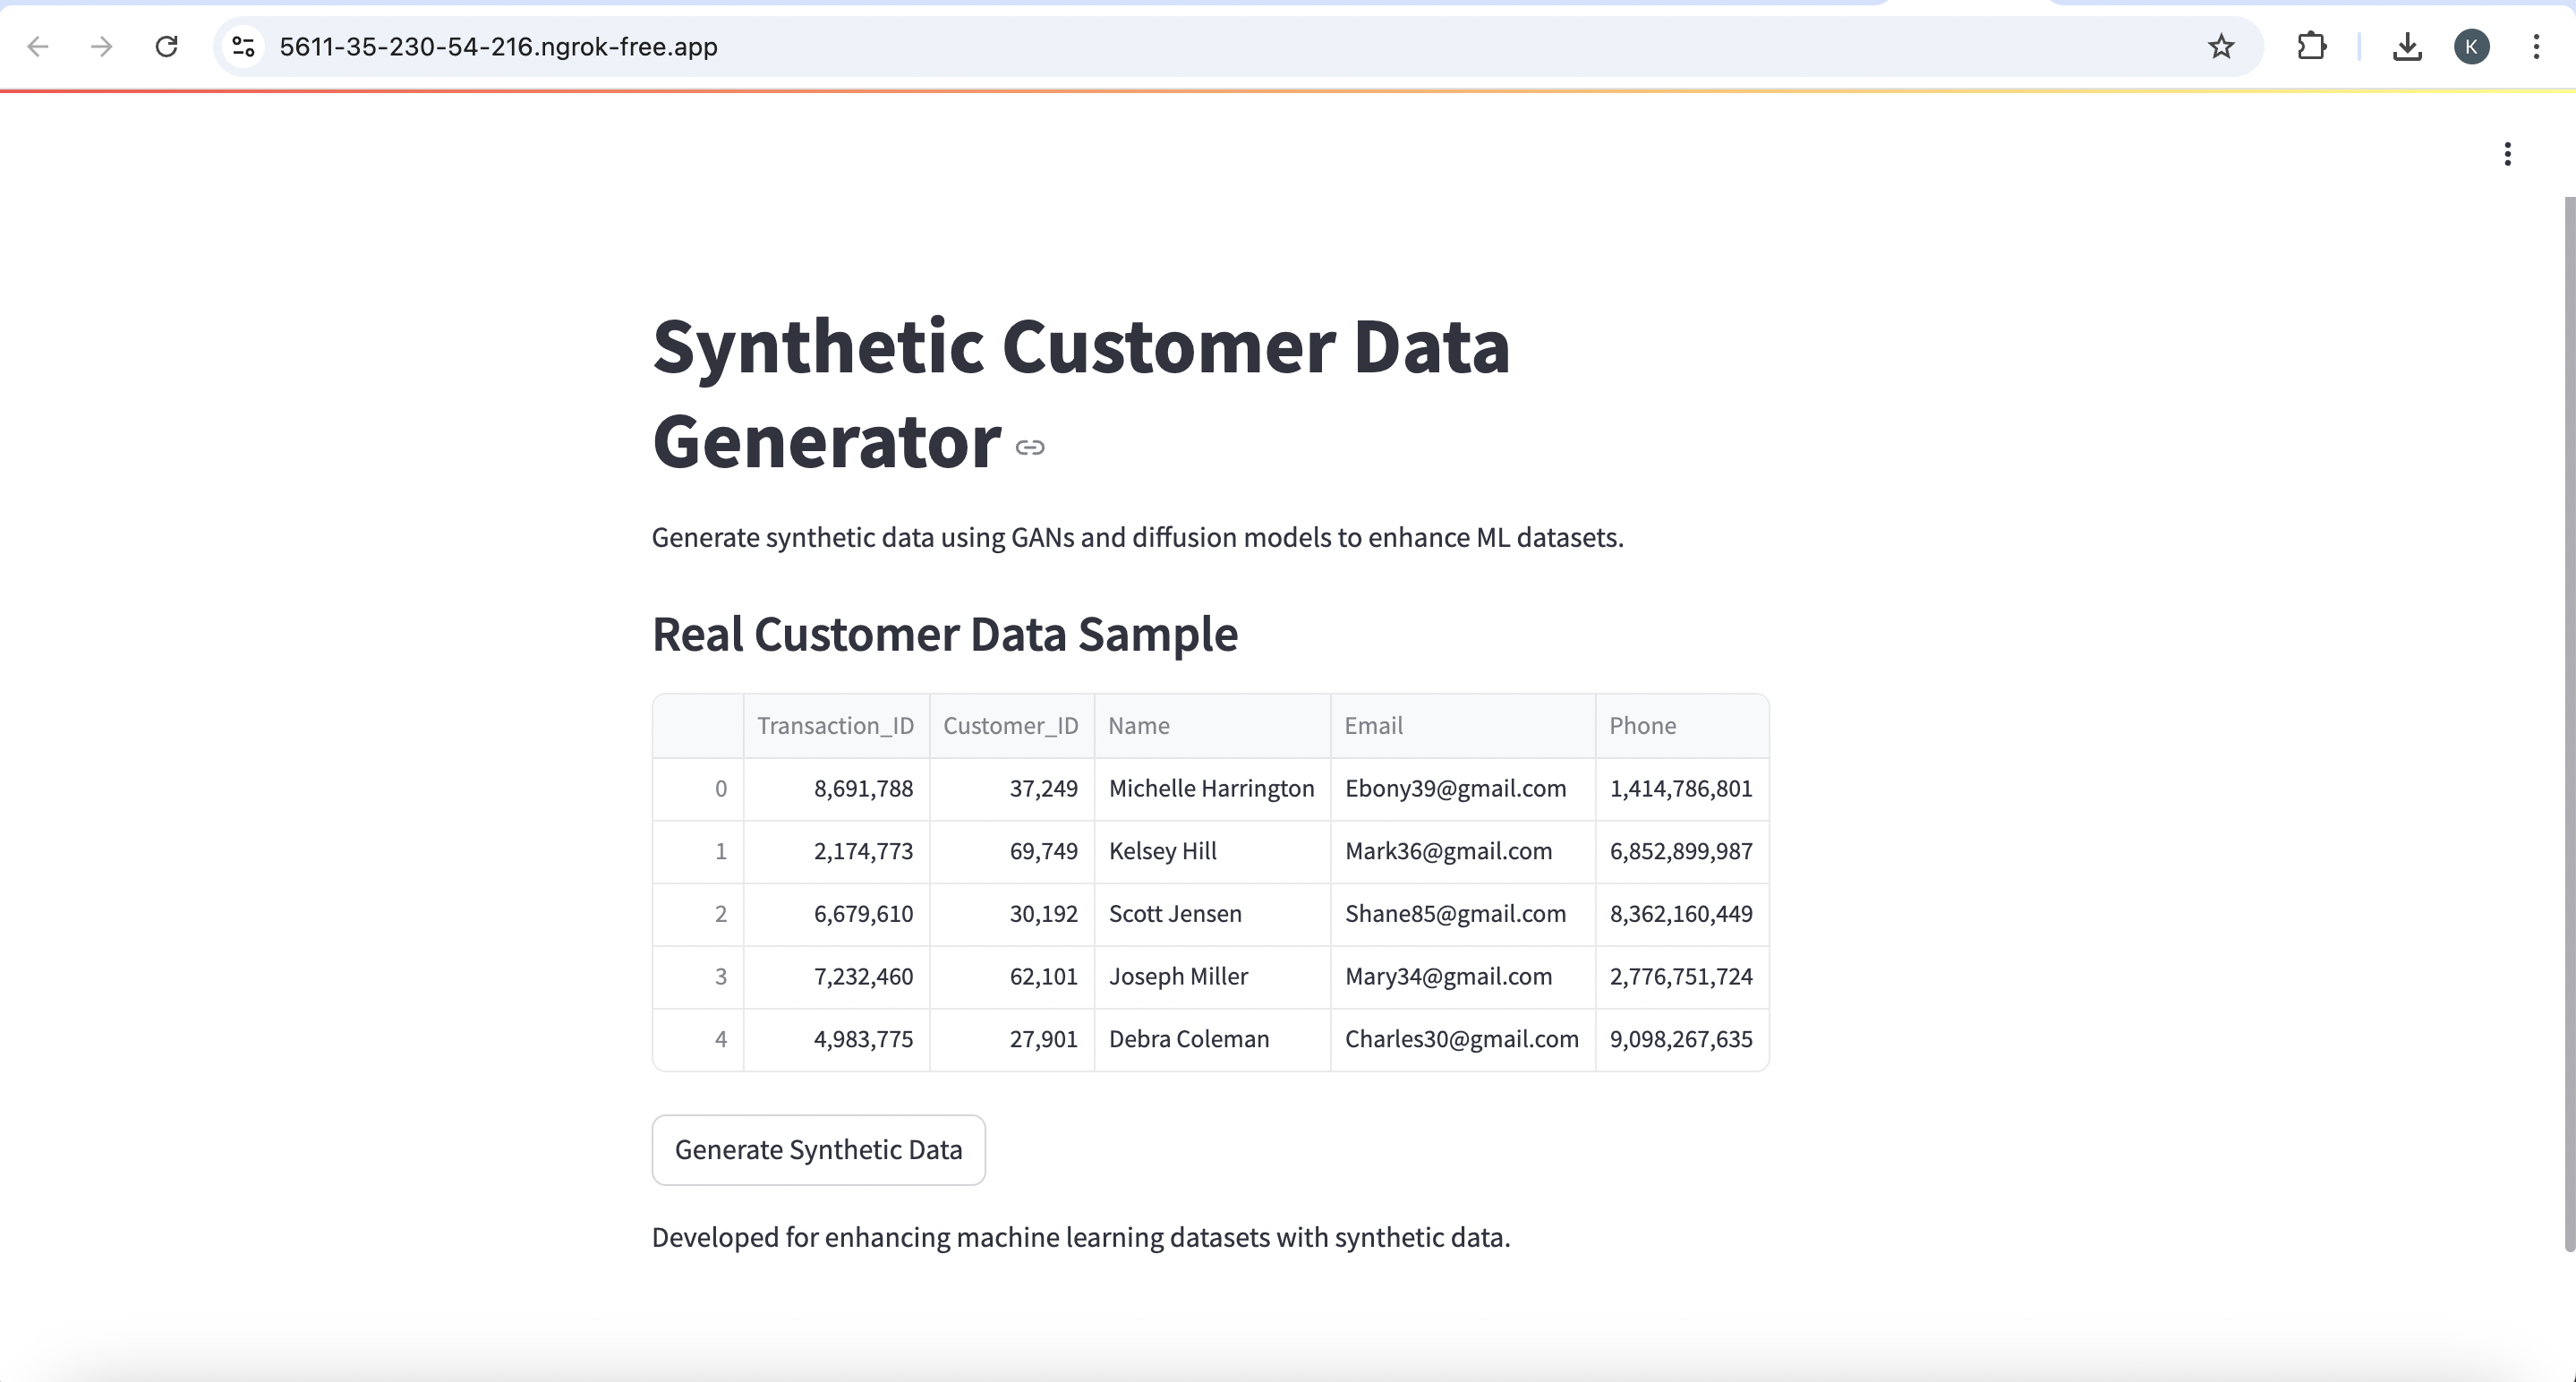 5611-35-230-54-216.ngrok-free.app
K
Synthetic Customer Data
Generator
Generate synthetic data using GANs and diffusion models to enhance ML datasets.
Real Customer Data Sample
Transaction_ID Customer_ID Name Email Phone
0 8,691,788 37,249 Michelle Harrington Ebony39@gmail.com 1,414,786,801
1 2,174,773 69,749 Kelsey Hill Mark36@gmail.com 6,852,899,987
2 6,679,610 30,192 Scott Jensen Shane85@gmail.com 8,362,160,449
3 7,232,460 62,101 Joseph Miller Mary34@gmail.com 2,776,751,724
4 4,983,775 27,901 Debra Coleman Charles30@gmail.com 9,098,267,635
Generate Synthetic Data
Developed for enhancing machine learning datasets with synthetic data.